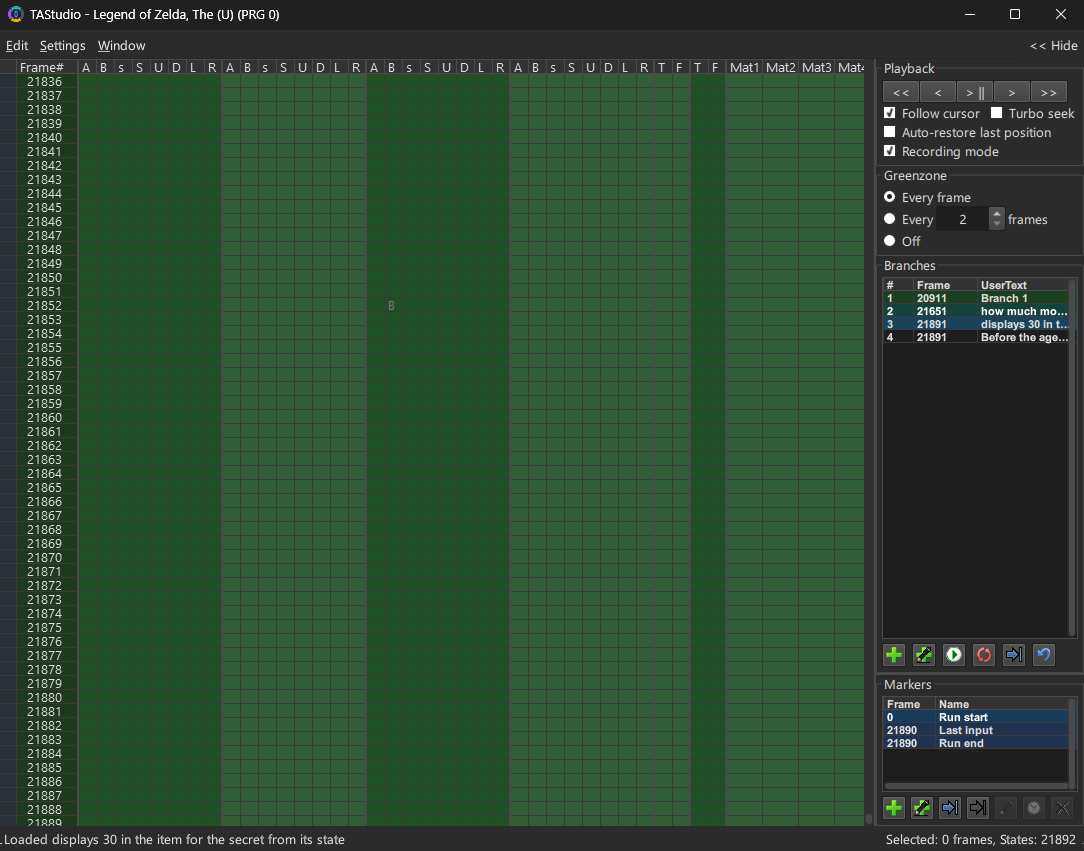 TAStudio - Legend of Zelda, The (U) (PRG 0)
Edit Settings Window << Hide
Frame# A B s S U D L R A B s S U D L R A B s S U D L R A B s S U D L R T F T F Mat1 Mat2 Mat3 Mat4
21836
21837
21838
21839
21840
21841
21842
21843
21844
21845
21846
21847
21848
21849
21850
21851
21852 B
21853
21854
21855
21856
21857
21858
21859
21860
21861
21862
21863
21864
21865
21866
21867
21868
21869
21870
21871
21872
21873
21874
21875
21876
21877
21878
21879
21880
21881
21882
21883
21884
21885
21886
21887
21888
21889
Playback
<< < > || > >>
Follow cursor Turbo seek
Auto-restore last position
Recording mode
Greenzone
Every frame
Every 2 frames
Off
Branches
# Frame UserText
1 20911 Branch 1
2 21651 how much mo...
3 21891 displays 30 in t...
4 21891 Before the age...
Markers
Frame Name
0 Run start
21890 Last input
21890 Run end
Loaded displays 30 in the item for the secret from its state
Selected: 0 frames, States: 21892